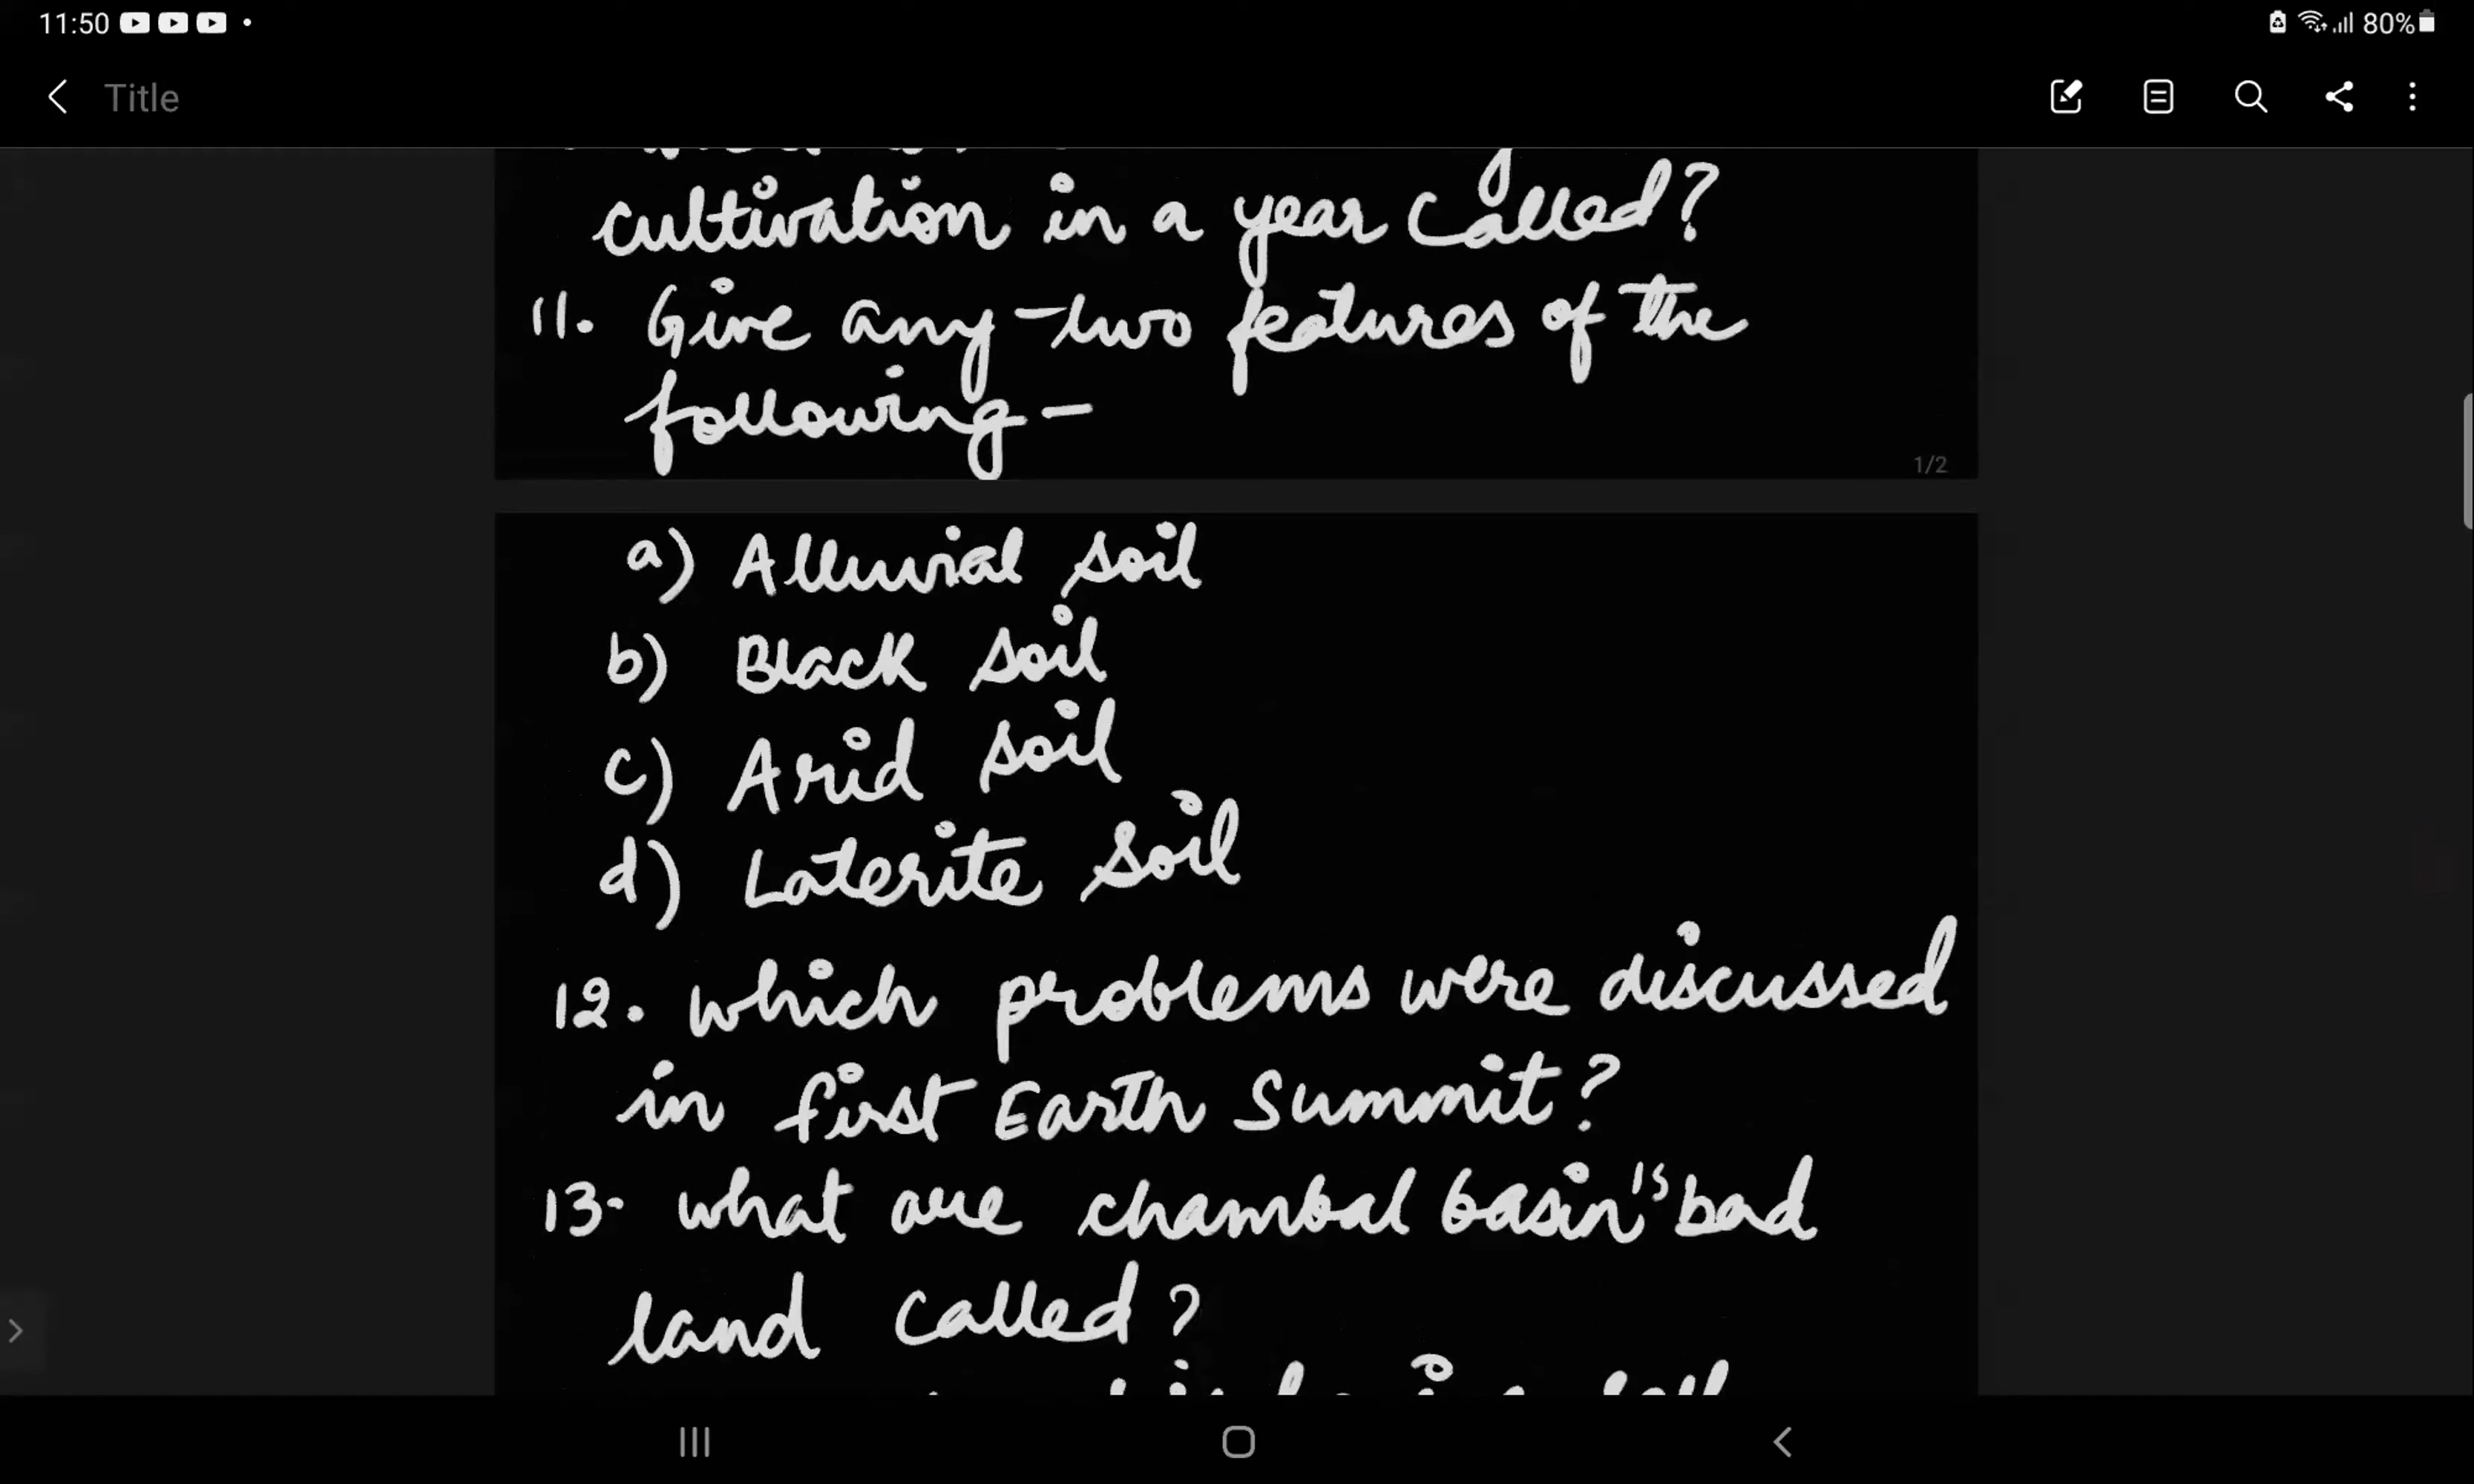 11:50
80%
Title
cultivation in a year called?
11. Give any two features of the
following-
1/2
a) Alluvial soil
b) Black soil
c) Arid soil
d) Laterite soil
12. Which problems were discussed
in first Earth Summit?
13. What are chambal basin's bad
land called?